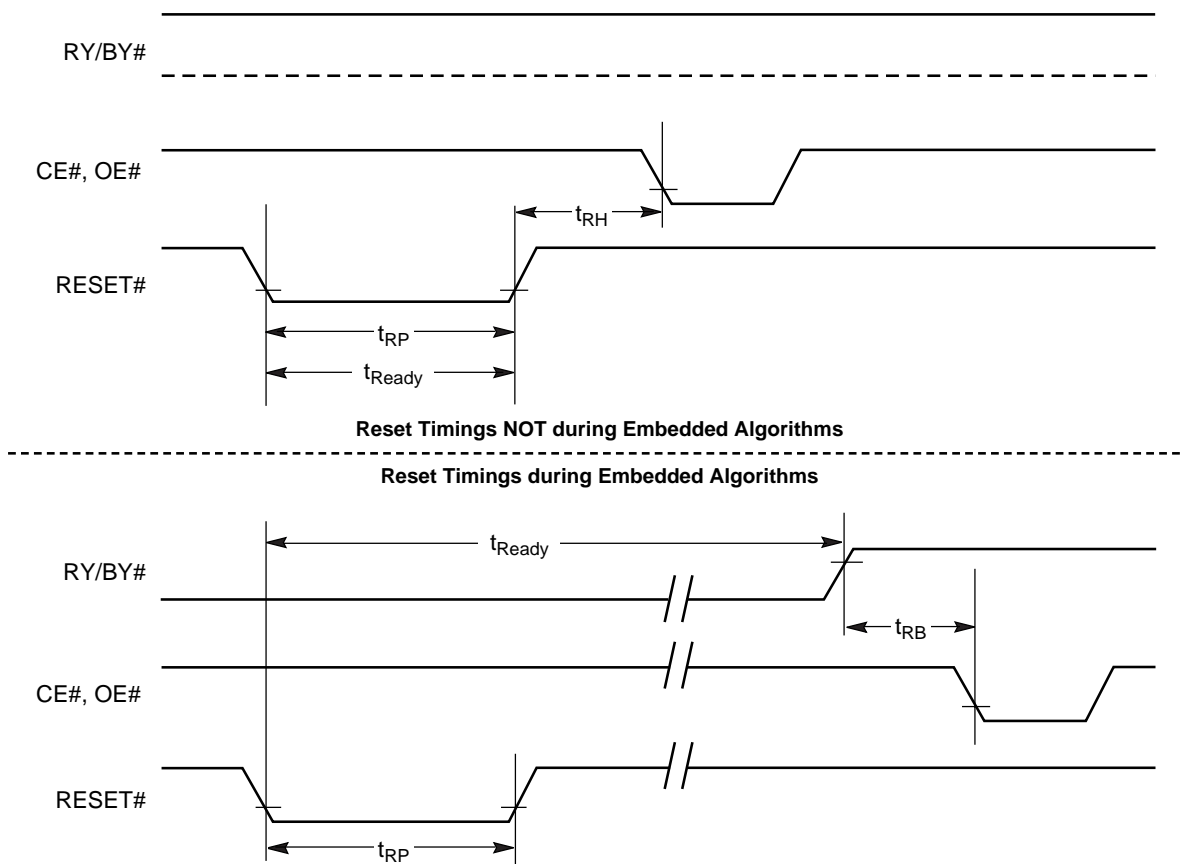 RY/BY#
CE#, OE#
tRH
RESET#
tRP
tReady
Reset Timings NOT during Embedded Algorithms
Reset Timings during Embedded Algorithms
tReady
RY/BY#
tRB
CE#, OE#
RESET#
tRP